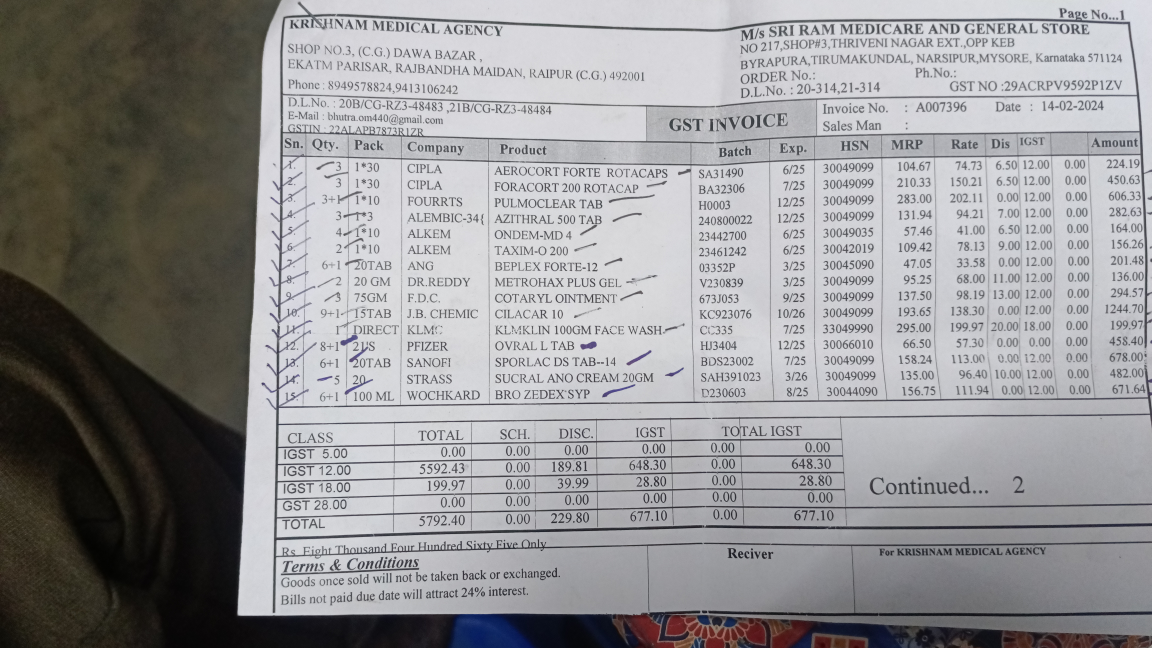 Page No...1
KRISHNAM MEDICAL AGENCY
SHOP NO.3, (C.G.) DAWA BAZAR ,
EKATM PARISAR, RAJBANDHA MAIDAN, RAIPUR (C.G.) 492001
Phone : 8949578824,9413106242
D.L.No. : 20B/CG-RZ3-48483 ,21B/CG-RZ3-48484
E-Mail : bhutra.om440@gmail.com
GSTIN : 22ALAPB7873R1ZR
M/s SRI RAM MEDICARE AND GENERAL STORE
NO 217,SHOP#3,THRIVENI NAGAR EXT.,OPP KEB
BYRAPURA,TIRUMAKUNDAL, NARSIPUR,MYSORE, Karnataka 571124
ORDER No.: Ph.No.:
D.L.No. : 20-314,21-314 GST NO :29ACRPV9592P1ZV
GST INVOICE
Invoice No. : A007396 Date : 14-02-2024
Sales Man :
Sn. Qty. Pack Company Product Batch Exp. HSN MRP Rate Dis IGST Amount
1. 3 1*30 CIPLA AEROCORT FORTE ROTACAPS SA31490 6/25 30049099 104.67 74.73 6.50 12.00 0.00 224.19
2. 3 1*30 CIPLA FORACORT 200 ROTACAP BA32306 7/25 30049099 210.33 150.21 6.50 12.00 0.00 450.63
3. 3+1 1*10 FOURRTS PULMOCLEAR TAB H0003 12/25 30049099 283.00 202.11 0.00 12.00 0.00 606.33
4. 3 1*3 ALEMBIC-34{ AZITHRAL 500 TAB 240800022 12/25 30049099 131.94 94.21 7.00 12.00 0.00 282.63
5. 4 1*10 ALKEM ONDEM-MD 4 23442700 6/25 30049035 57.46 41.00 6.50 12.00 0.00 164.00
6. 2 1*10 ALKEM TAXIM-O 200 23461242 12/25 30042019 109.42 78.13 9.00 12.00 0.00 156.26
7. 6+1 20TAB ANG BEPLEX FORTE-12 03352P 3/25 30045090 47.05 33.58 0.00 12.00 0.00 201.48
8. 2 20 GM DR.REDDY METROHAX PLUS GEL V230839 3/25 30049099 95.25 68.00 11.00 12.00 0.00 136.00
9. 3 75GM F.D.C. COTARYL OINTMENT 673J053 9/25 30049099 137.50 98.19 13.00 12.00 0.00 294.57
10. 9+1 15TAB J.B. CHEMIC CILACAR 10 KC923076 10/26 30049099 193.65 138.30 0.00 12.00 0.00 1244.70
11. 1 DIRECT KLMC KLMKLIN 100GM FACE WASH CC335 7/25 33049990 295.00 199.97 20.00 18.00 0.00 199.97
12. 8+1 21'S PFIZER OVRAL L TAB HJ3404 12/25 30066010 66.50 57.30 0.00 0.00 0.00 458.40
13. 6+1 20TAB SANOFI SPORLAC DS TAB--14 BDS23002 7/25 30049099 158.24 113.00 0.00 12.00 0.00 678.00
14. 5 20 STRASS SUCRAL ANO CREAM 20GM SAH391023 3/26 30049099 135.00 96.40 10.00 12.00 0.00 482.00
15. 6+1 100 ML WOCHKARD BRO ZEDEX SYP D230603 8/25 30044090 156.75 111.94 0.00 12.00 0.00 671.64
CLASS TOTAL SCH. DISC. IGST TOTAL IGST
IGST 5.00 0.00 0.00 0.00 0.00 0.00 0.00
IGST 12.00 5592.43 0.00 189.81 648.30 0.00 648.30
IGST 18.00 199.97 0.00 39.99 28.80 0.00 28.80
GST 28.00 0.00 0.00 0.00 0.00 0.00 0.00
TOTAL 5792.40 0.00 229.80 677.10 0.00 677.10
Continued... 2
Rs. Eight Thousand Four Hundred Sixty Five Only
Terms & Conditions
Goods once sold will not be taken back or exchanged.
Bills not paid due date will attract 24% interest.
Reciver
For KRISHNAM MEDICAL AGENCY